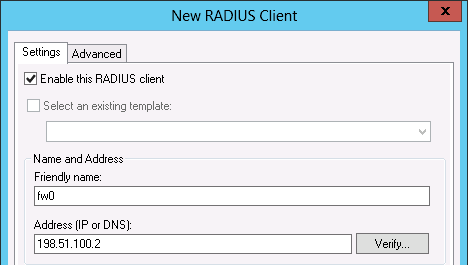 New RADIUS Client
X
Settings Advanced
Enable this RADIUS client
Select an existing template:
Name and Address
Friendly name:
fw0
Address (IP or DNS):
198.51.100.2 Verify...